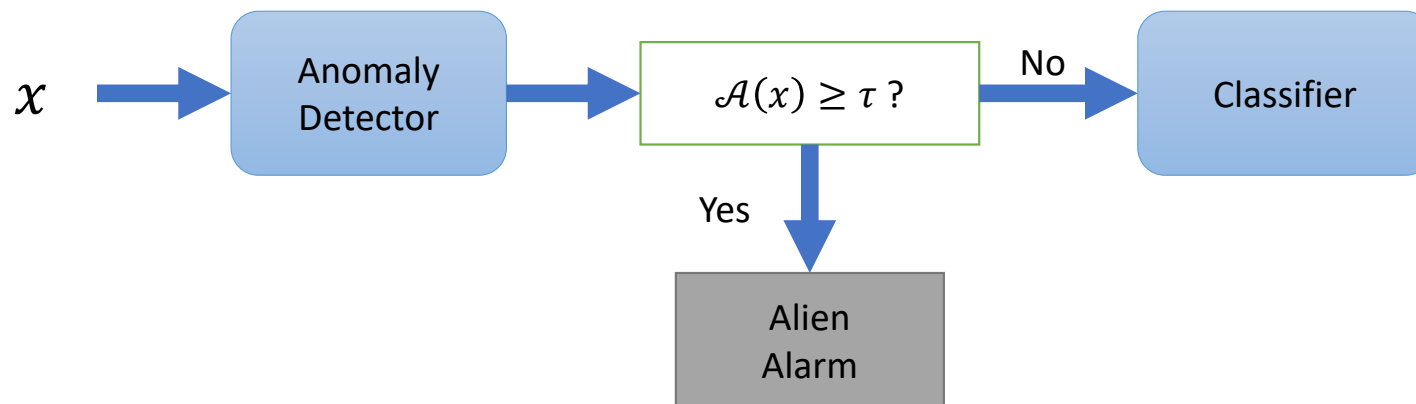 x
Anomaly
Detector
𝒜(x) ≥ τ ?
No
Classifier
Yes
Alien
Alarm